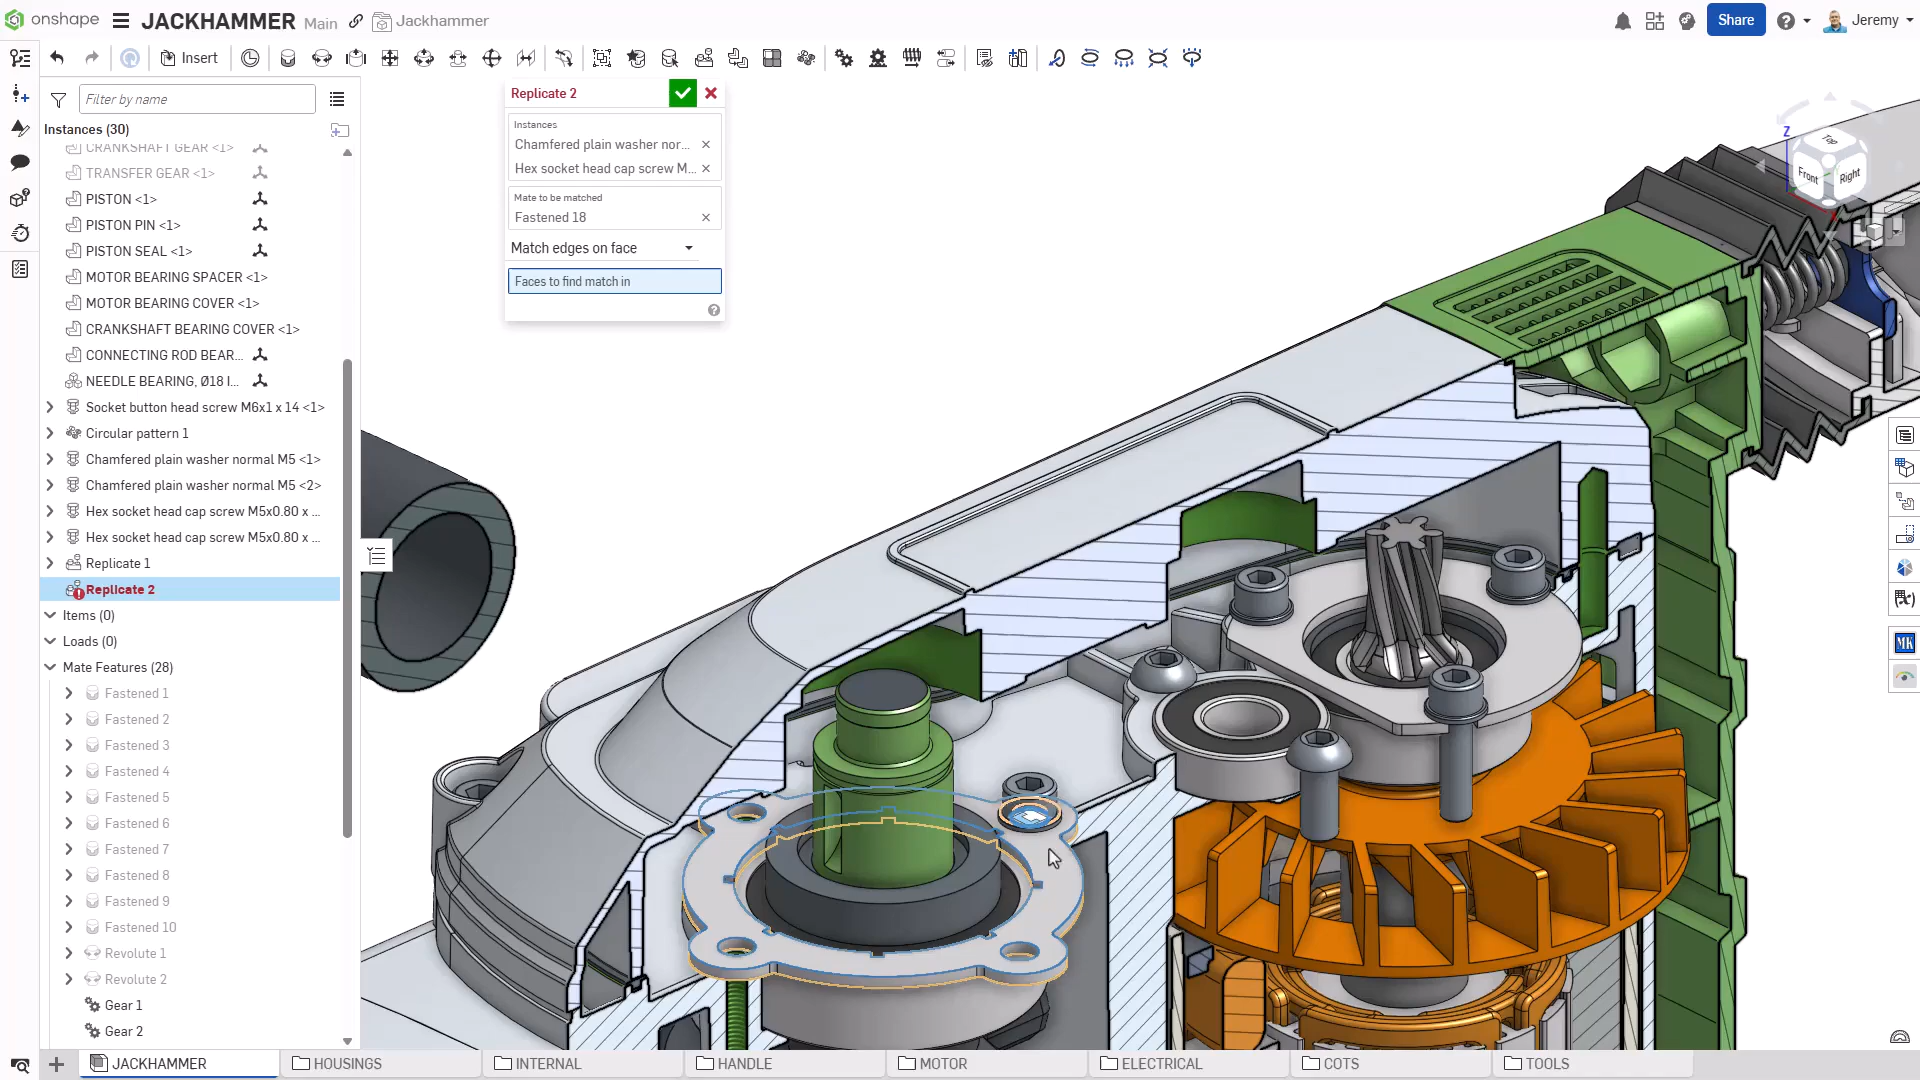 onshape
JACKHAMMER Main
Jackhammer
Share
Jeremy
Insert
Filter by name
Instances (30)
CRANKSHAFT GEAR <1>
TRANSFER GEAR <1>
PISTON <1>
PISTON PIN <1>
PISTON SEAL <1>
MOTOR BEARING SPACER <1>
MOTOR BEARING COVER <1>
CRANKSHAFT BEARING COVER <1>
CONNECTING ROD BEAR...
NEEDLE BEARING, Ø18 I...
Socket button head screw M6x1 x 14 <1>
Circular pattern 1
Chamfered plain washer normal M5 <1>
Chamfered plain washer normal M5 <2>
Hex socket head cap screw M5x0.80 x ...
Hex socket head cap screw M5x0.80 x ...
Replicate 1
Replicate 2
Items (0)
Loads (0)
Mate Features (28)
Fastened 1
Fastened 2
Fastened 3
Fastened 4
Fastened 5
Fastened 6
Fastened 7
Fastened 8
Fastened 9
Fastened 10
Revolute 1
Revolute 2
Gear 1
Gear 2
Replicate 2
Instances
Chamfered plain washer nor...
Hex socket head cap screw M...
Mate to be matched
Fastened 18
Match edges on face
Faces to find match in
Z
Top
Front
Right
(x)
MK
JACKHAMMER
HOUSINGS
INTERNAL
HANDLE
MOTOR
ELECTRICAL
COTS
TOOLS